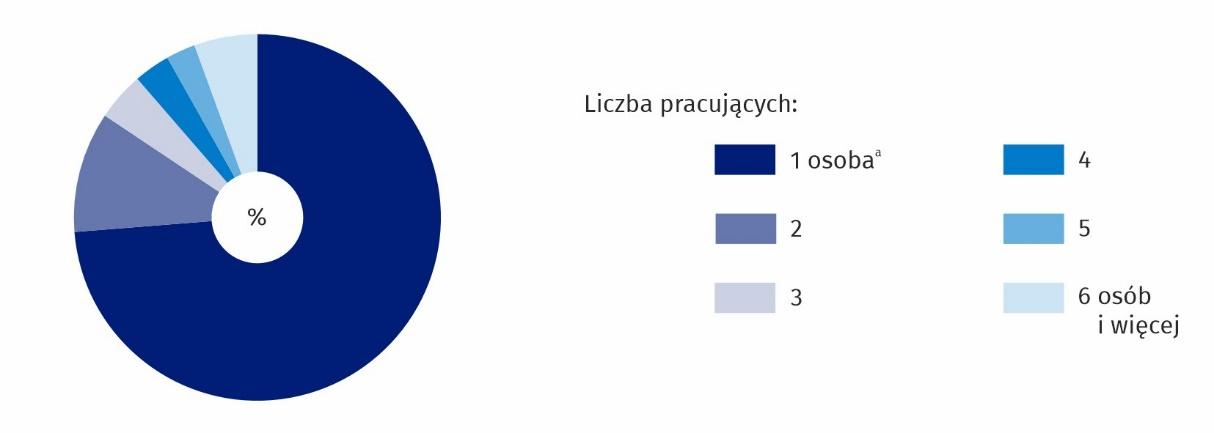 %
Liczba pracujących:
1 osobaᵃ
2
3
4
5
6 osób
i więcej